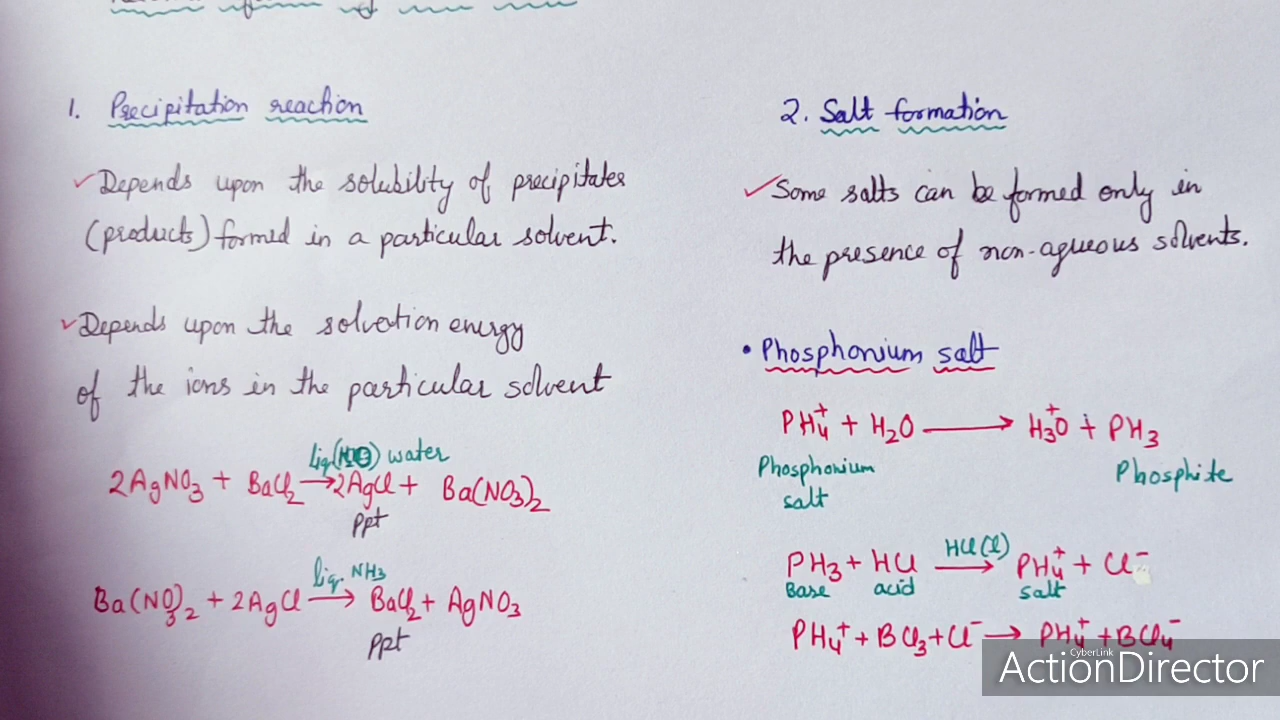 1. Precipitation reaction
✓Depends upon the solubility of precipitates
(products) formed in a particular solvent.
✓Depends upon the solvation energy
of the ions in the particular solvent
liq. water
2AgNO3 + BaCl2 → 2AgCl + Ba(NO3)2
ppt
liq. NH3
Ba(NO3)2 + 2AgCl → BaCl2 + AgNO3
ppt
2. Salt formation
✓Some salts can be formed only in
the presence of non-aqueous solvents.
• Phosphonium salt
PH4+ + H2O → H3O+ + PH3
Phosphonium Phosphite
salt
HCl(l)
PH3 + HCl → PH4+ + Cl-
Base acid salt
PH4+ + BCl3 + Cl- → PH4+ + BCl4-
CyberLink
ActionDirector